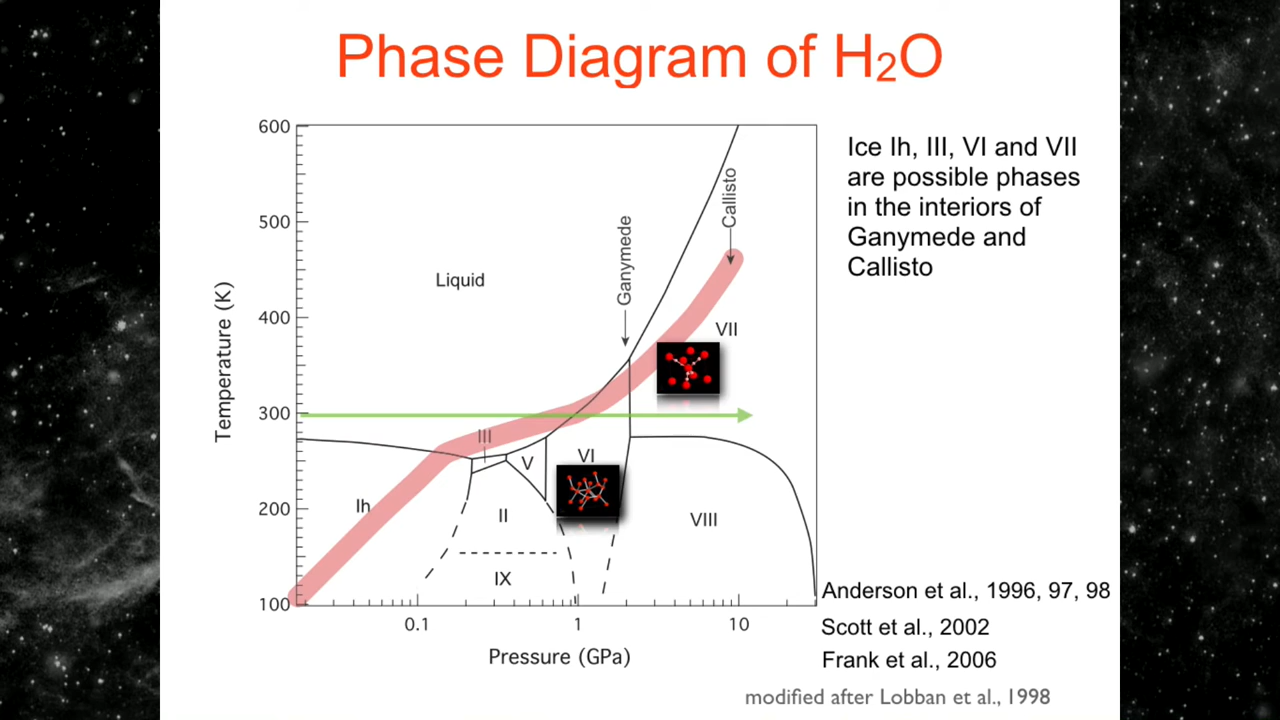 Phase Diagram of H2O
Ice Ih, III, VI and VII
are possible phases
in the interiors of
Ganymede and
Callisto
600
500
400
300
200
100
Temperature (K)
Liquid
Ganymede
Callisto
VII
III
V
VI
Ih
II
VIII
IX
0.1
1
10
Pressure (GPa)
Anderson et al., 1996, 97, 98
Scott et al., 2002
Frank et al., 2006
modified after Lobban et al., 1998